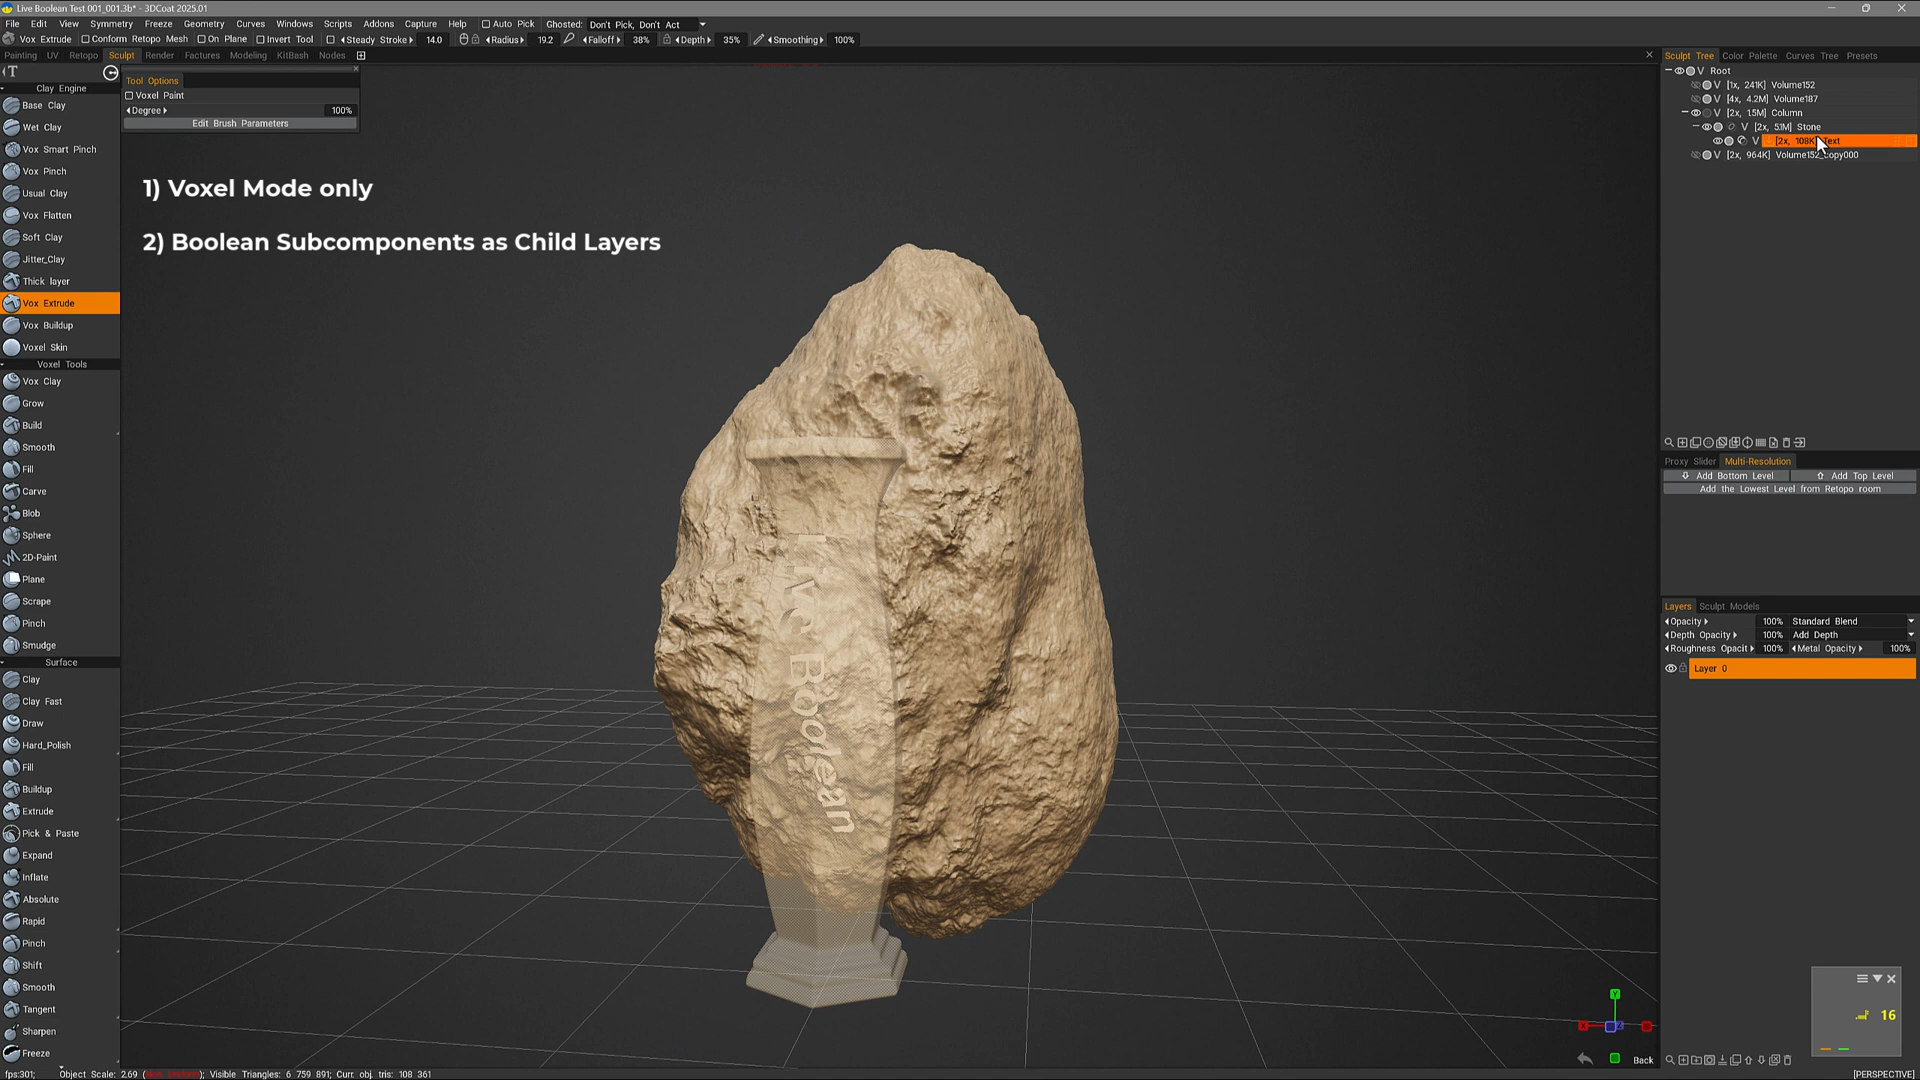 Live Boolean Test 001_001.3b* - 3DCoat 2025.01
File Edit View Symmetry Freeze Geometry Curves Windows Scripts Addons Capture Help Auto Pick Ghosted: Don't Pick, Don't Act
Vox Extrude Conform Retopo Mesh On Plane Invert Tool Steady Stroke 14.0 Radius 19.2 Falloff 38% Depth 35% Smoothing 100%
Painting UV Retopo Sculpt Render Factures Modeling KitBash Nodes
T
Clay Engine
Base Clay
Wet Clay
Vox Smart Pinch
Vox Pinch
Usual Clay
Vox Flatten
Soft Clay
Jitter_Clay
Thick layer
Vox Extrude
Vox Buildup
Voxel Skin
Voxel Tools
Vox Clay
Grow
Build
Smooth
Fill
Carve
Blob
Sphere
2D-Paint
Plane
Scrape
Pinch
Smudge
Surface
Clay
Clay Fast
Draw
Hard_Polish
Fill
Buildup
Extrude
Pick & Paste
Expand
Inflate
Absolute
Rapid
Pinch
Shift
Smooth
Tangent
Sharpen
Freeze
Tool Options
Voxel Paint
Degree 100%
Edit Brush Parameters
1) Voxel Mode only
2) Boolean Subcomponents as Child Layers
Live Boolean
Sculpt Tree Color Palette Curves Tree Presets
V Root
V [1x, 241K] Volume152
V [4x, 4.2M] Volume187
V [2x, 1.5M] Column
V [2x, 5.1M] Stone
V [2x, 108K] Text
V [2x, 964K] Volume152_Copy000
Proxy Slider Multi-Resolution
Add Bottom Level Add Top Level
Add the Lowest Level from Retopo room
Layers Sculpt Models
Opacity 100% Standard Blend
Depth Opacity 100% Add Depth
Roughness Opacit 100% Metal Opacity 100%
Layer 0
16
Y
X
Back
fps:301; Object Scale: 2.69 ( ); Visible Triangles: 6 759 891; Curr. obj. tris: 108 361
[PERSPECTIVE]